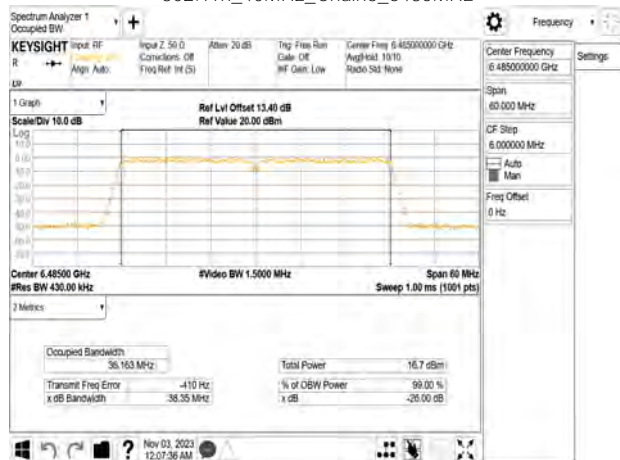 Spectrum Analyzer 1
Occupied BW
KEYSIGHT
Input: RF
Align: Auto
R
Input Z: 50 Ω
Corrections: Off
Freq Ref: Int (S)
Atten: 20 dB
Trig: Free Run
Gate: Off
#IF Gain: Low
Center Freq: 6.485000000 GHz
Avg|Hold: 10/10
Radio Std: None
1 Graph
Scale/Div 10.0 dB
Ref Lvl Offset 13.40 dB
Ref Value 20.00 dBm
Log
10.0
0.00
Center 6.48500 GHz
#Res BW 430.00 kHz
#Video BW 1.5000 MHz
Span 60 MHz
Sweep 1.00 ms (1001 pts)
2 Metrics
Occupied Bandwidth
36.163 MHz
Total Power 16.7 dBm
Transmit Freq Error -410 Hz
% of OBW Power 99.00 %
x dB Bandwidth 38.35 MHz
x dB -26.00 dB
Nov 03, 2023
12:07:36 AM
Frequency
Settings
Center Frequency
6.485000000 GHz
Span
60.000 MHz
CF Step
6.000000 MHz
Auto
Man
Freq Offset
0 Hz